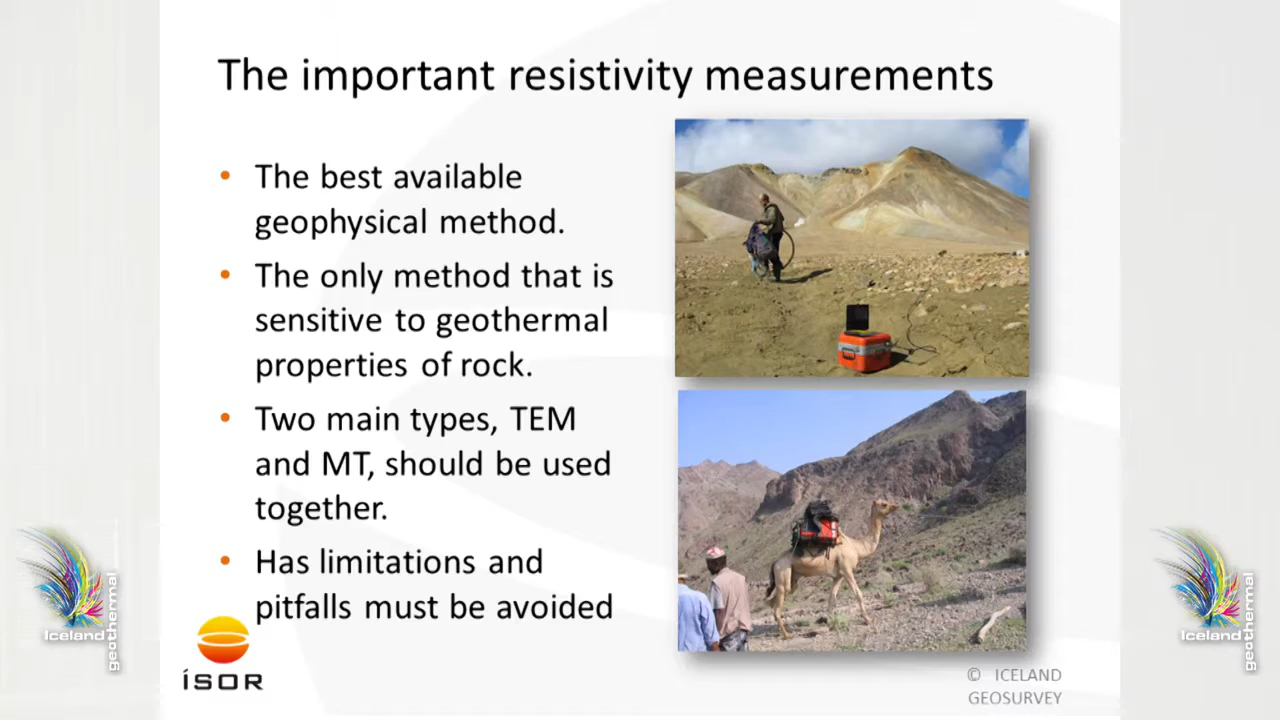 The important resistivity measurements
• The best available
geophysical method.
• The only method that is
sensitive to geothermal
properties of rock.
• Two main types, TEM
and MT, should be used
together.
• Has limitations and
pitfalls must be avoided
ÍSOR
© ICELAND
GEOSURVEY
Iceland
geothermal
Iceland
geothermal